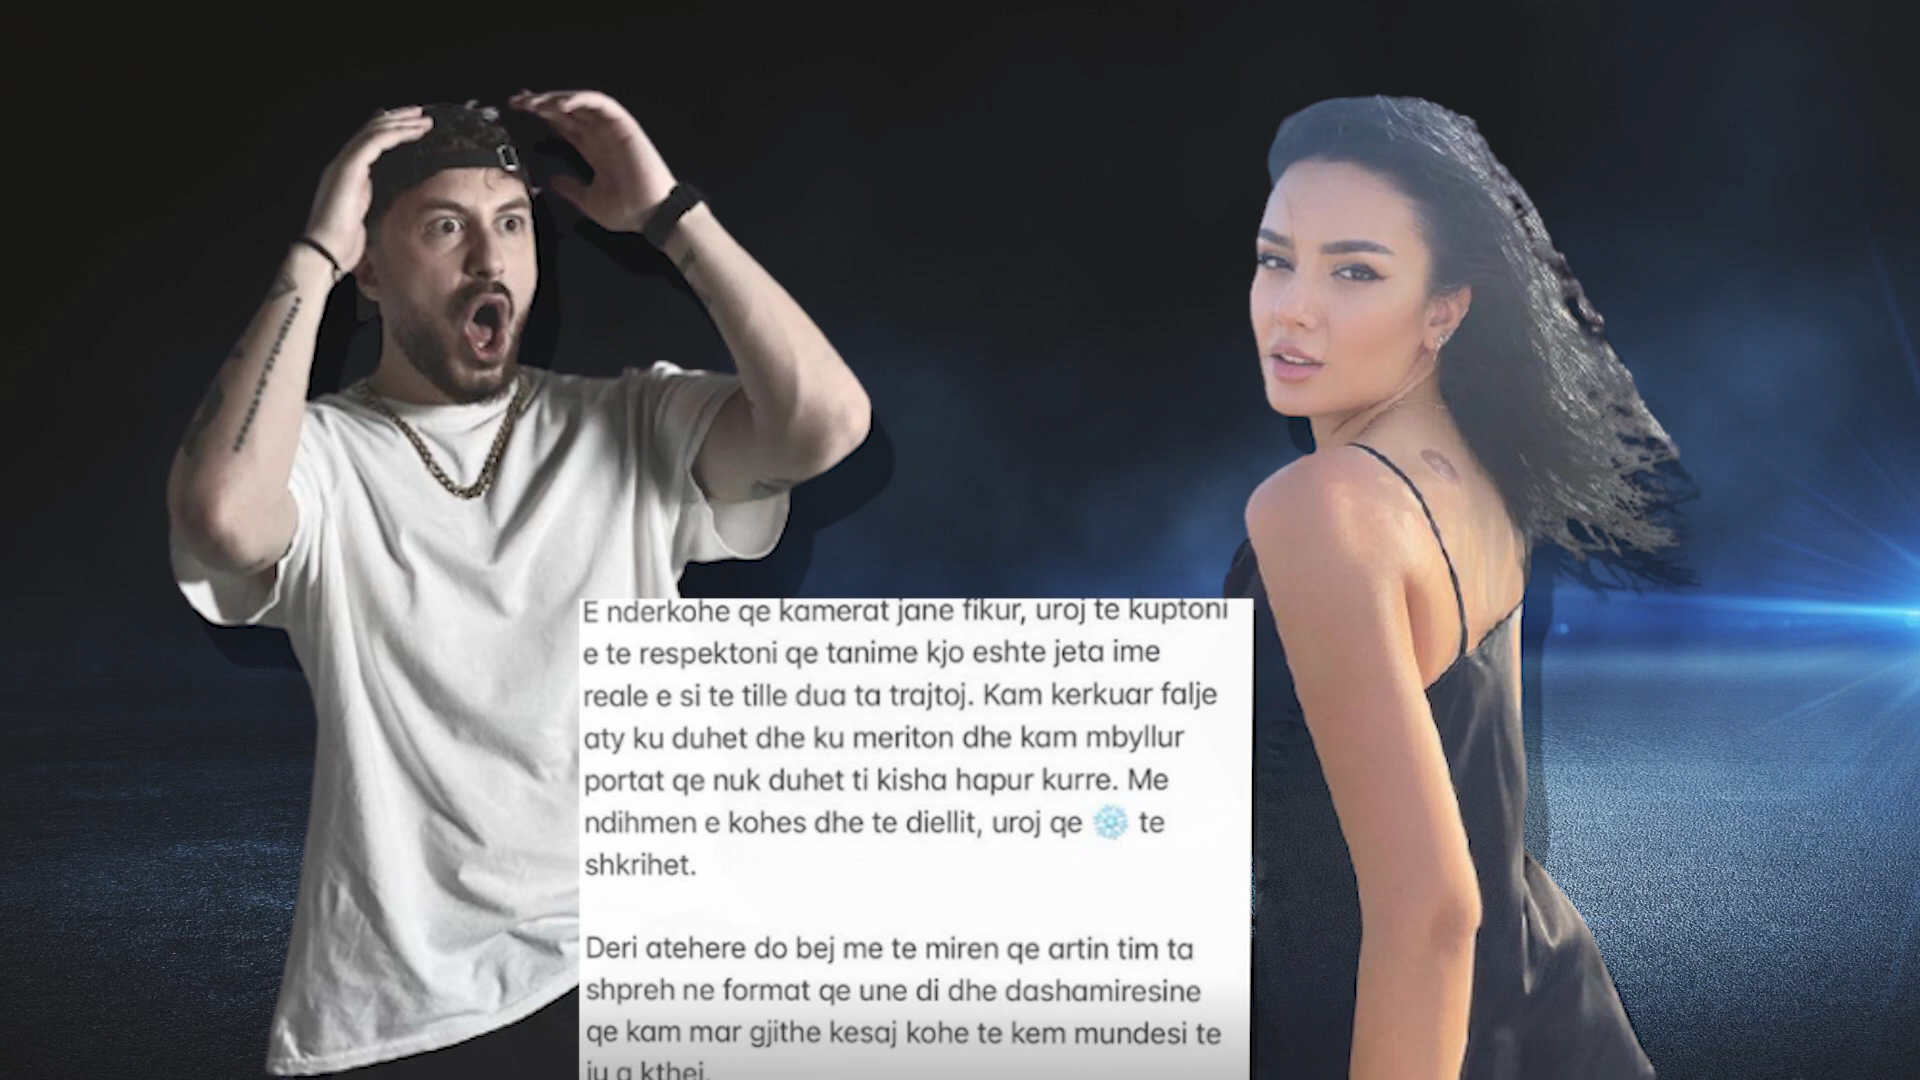 E nderkohe qe kamerat jane fikur, uroj te kuptoni
e te respektoni qe tanime kjo eshte jeta ime
reale e si te tille dua ta trajtoj. Kam kerkuar falje
aty ku duhet dhe ku meriton dhe kam mbyllur
portat qe nuk duhet ti kisha hapur kurre. Me
ndihmen e kohes dhe te diellit, uroj qe ❄️ te
shkrihet.
Deri atehere do bej me te miren qe artin tim ta
shpreh ne format qe une di dhe dashamiresine
qe kam mar gjithe kesaj kohe te kem mundesi te
ju a kthej.